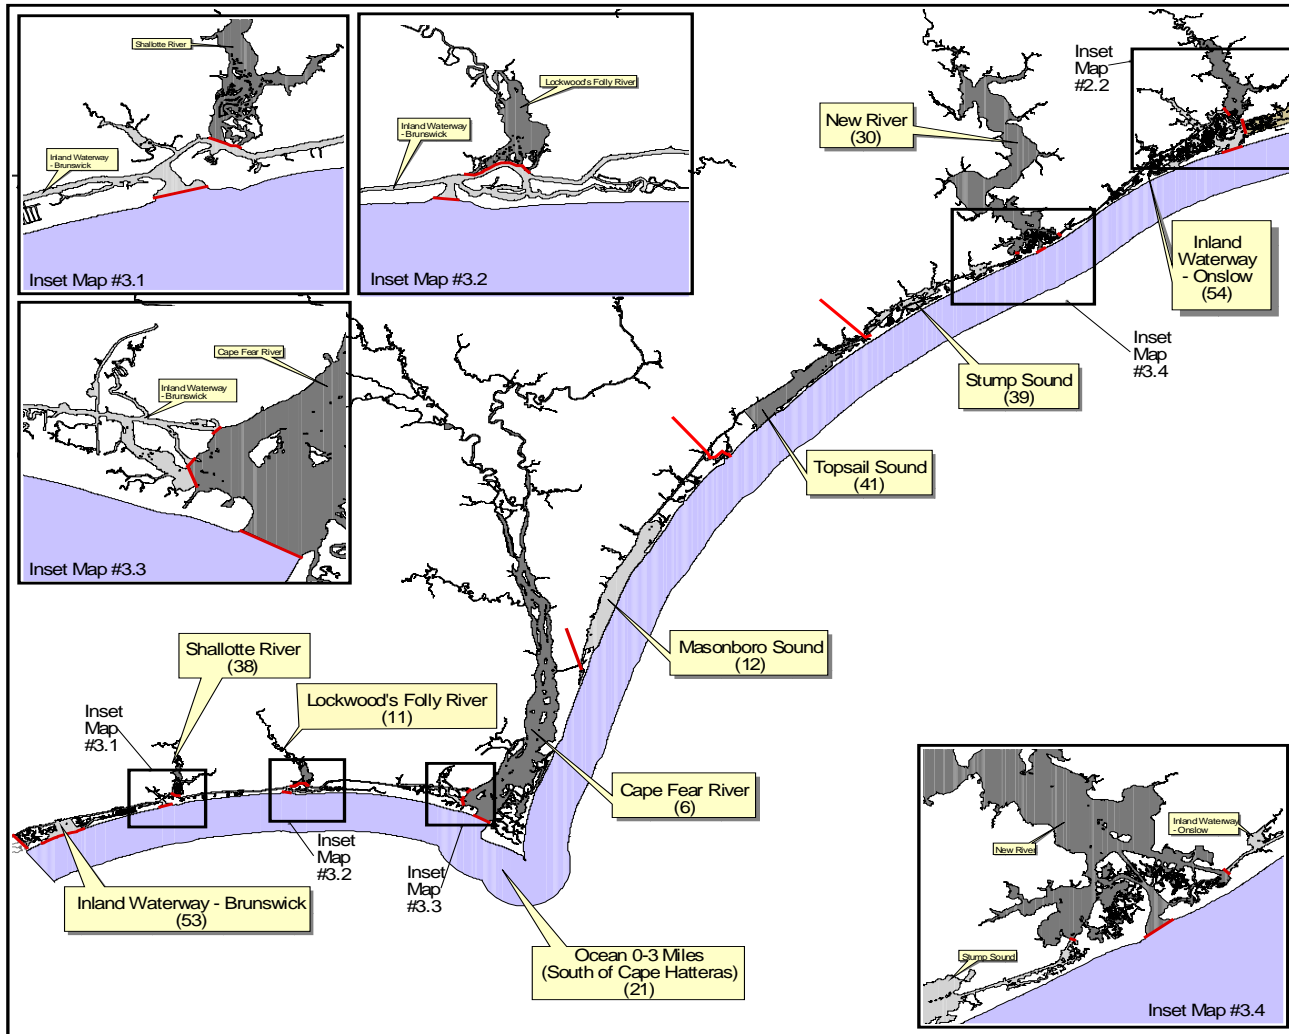 Shallotte River
Inland Waterway
- Brunswick
Inset Map #3.1
Lockwood's Folly River
Inland Waterway
- Brunswick
Inset Map #3.2
Inset
Map
#2.2
New River
(30)
Inland
Waterway
- Onslow
(54)
Inset
Map
#3.4
Stump Sound
(39)
Topsail Sound
(41)
Cape Fear River
Inland Waterway
- Brunswick
Inset Map #3.3
Masonboro Sound
(12)
Shallotte River
(38)
Lockwood's Folly River
(11)
Inset
Map
#3.1
Cape Fear River
(6)
Inset
Map
#3.2
Inset
Map
#3.3
Inland Waterway - Brunswick
(53)
Ocean 0-3 Miles
(South of Cape Hatteras)
(21)
Inland Waterway
- Onslow
New River
Stump Sound
Inset Map #3.4